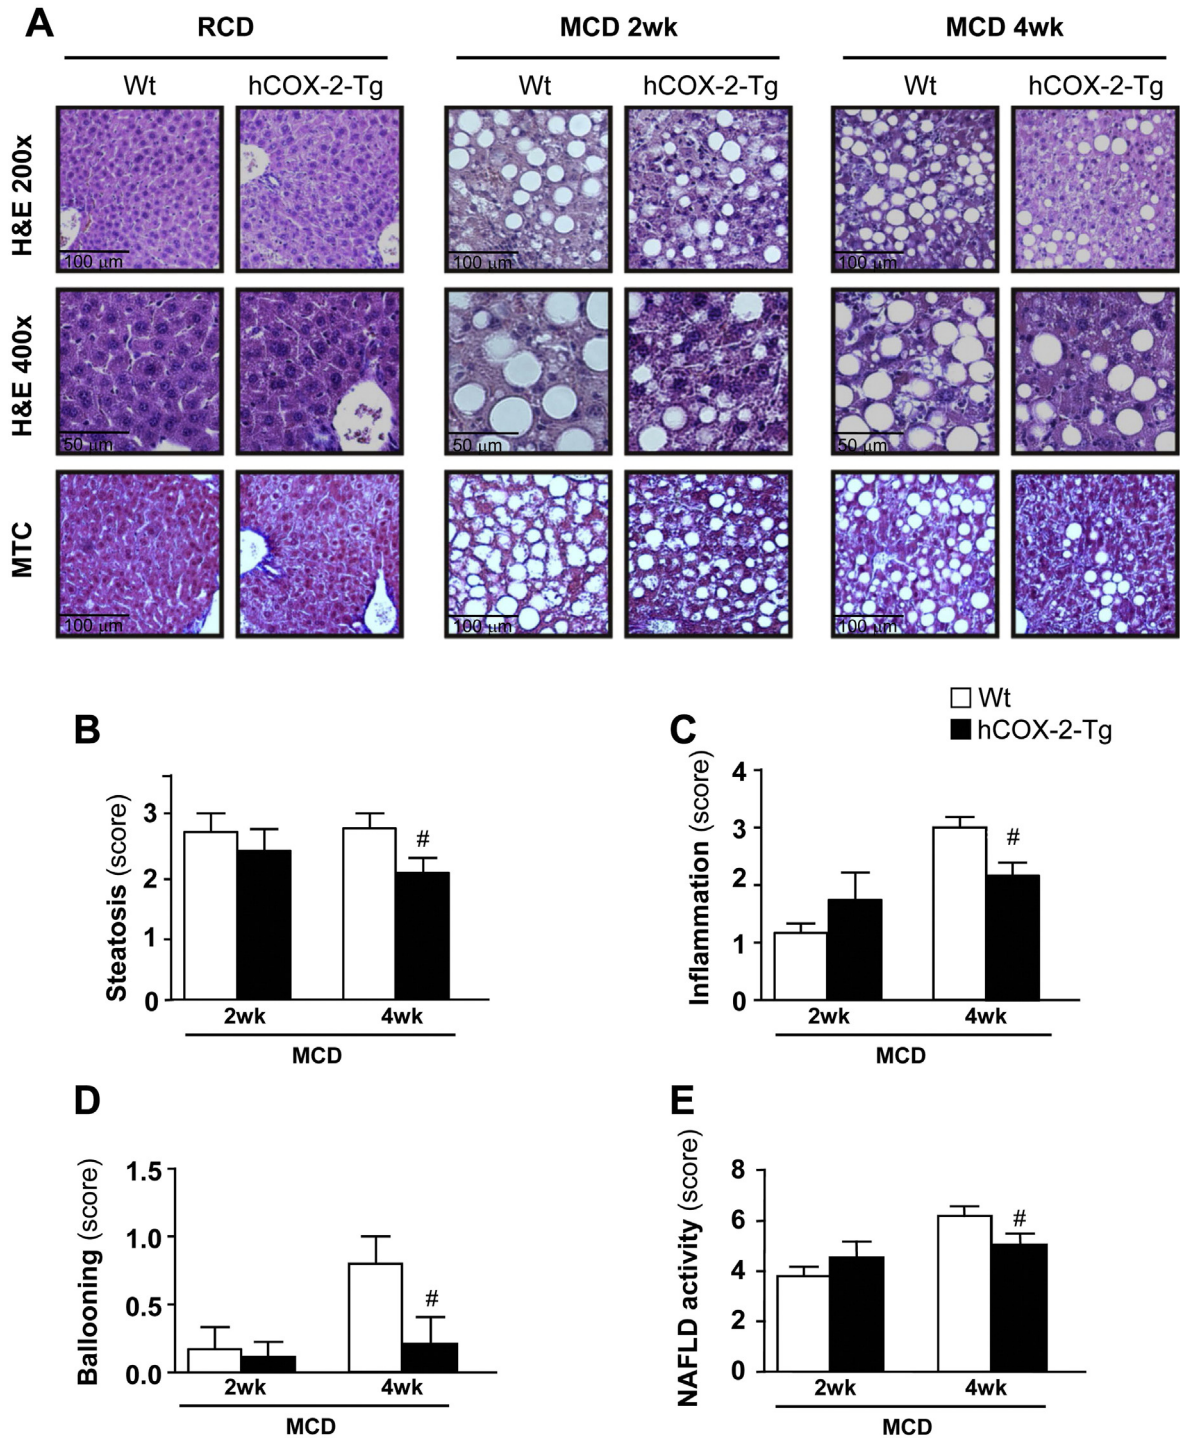 A
RCD
MCD 2wk
MCD 4wk
Wt
hCOX-2-Tg
Wt
hCOX-2-Tg
Wt
hCOX-2-Tg
H&E 200x
100 µm
100 µm
100 µm
H&E 400x
50 µm
50 µm
50 µm
MTC
100 µm
100 µm
100 µm
Wt
hCOX-2-Tg
B
Steatosis (score)
3
2
1
0
#
2wk
4wk
MCD
C
Inflammation (score)
4
3
2
1
0
#
2wk
4wk
MCD
D
Ballooning (score)
1.5
1.0
0.5
0.0
#
2wk
4wk
MCD
E
NAFLD activity (score)
8
6
4
2
0
#
2wk
4wk
MCD